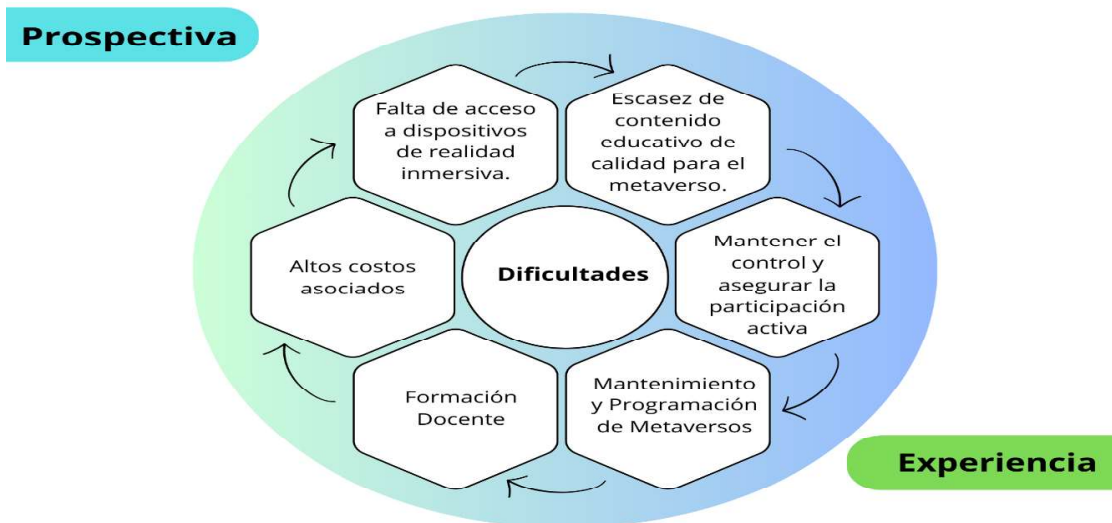 Prospectiva
Falta de acceso
a dispositivos
de realidad
inmersiva.
Escasez de
contenido
educativo de
calidad para el
metaverso.
Altos costos
asociados
Dificultades
Mantener el
control y
asegurar la
participación
activa
Formación
Docente
Mantenimiento
y Programación
de Metaversos
Experiencia